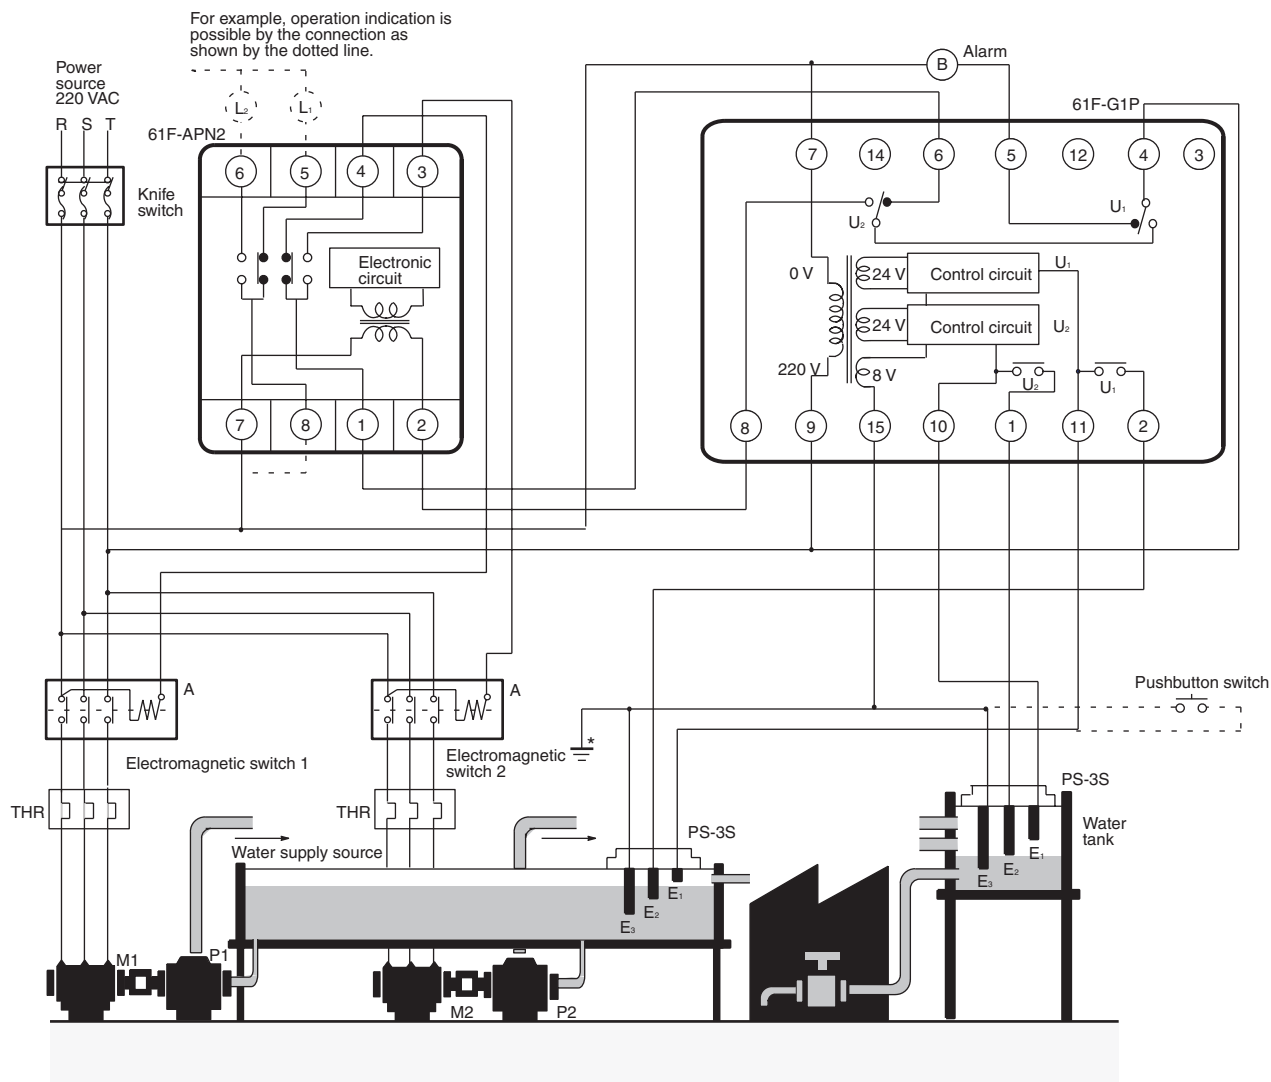 For example, operation indication is
possible by the connection as
shown by the dotted line.
Power
source
220 VAC
R S T
L2 L1
61F-APN2
Knife
switch
6 5 4 3
Electronic
circuit
7 8 1 2
B Alarm
61F-G1P
7 14 6 5 12 4 3
U2
U1
0 V
24 V Control circuit U1
24 V Control circuit U2
220 V
8 V
U2
U1
8 9 15 10 1 11 2
A
A
Electromagnetic switch 1
Electromagnetic
switch 2
*
Pushbutton switch
THR
THR
PS-3S
PS-3S
Water
tank
Water supply source
E1
E2
E3
E1
E2
E3
M1
P1
M2
P2